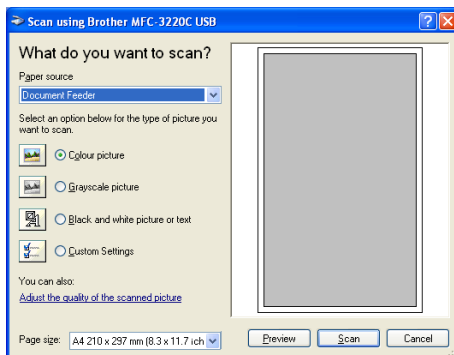 Scan using Brother MFC-3220C USB
What do you want to scan?
Paper source
Document Feeder
Select an option below for the type of picture you
want to scan.
Colour picture
Grayscale picture
Black and white picture or text
Custom Settings
You can also:
Adjust the quality of the scanned picture
Page size: A4 210 x 297 mm (8.3 x 11.7 ich
Preview Scan Cancel